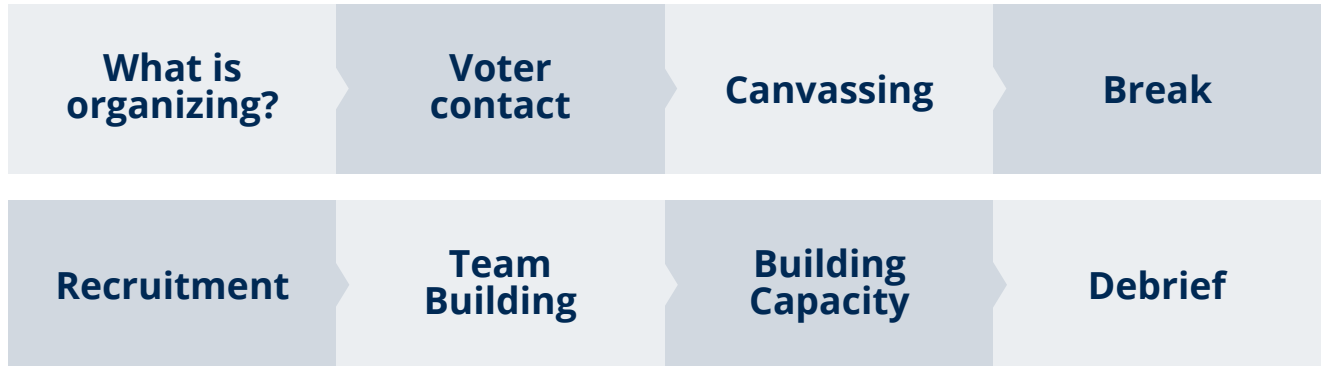 What is
organizing?
Voter
contact
Canvassing
Break
Recruitment
Team
Building
Building
Capacity
Debrief